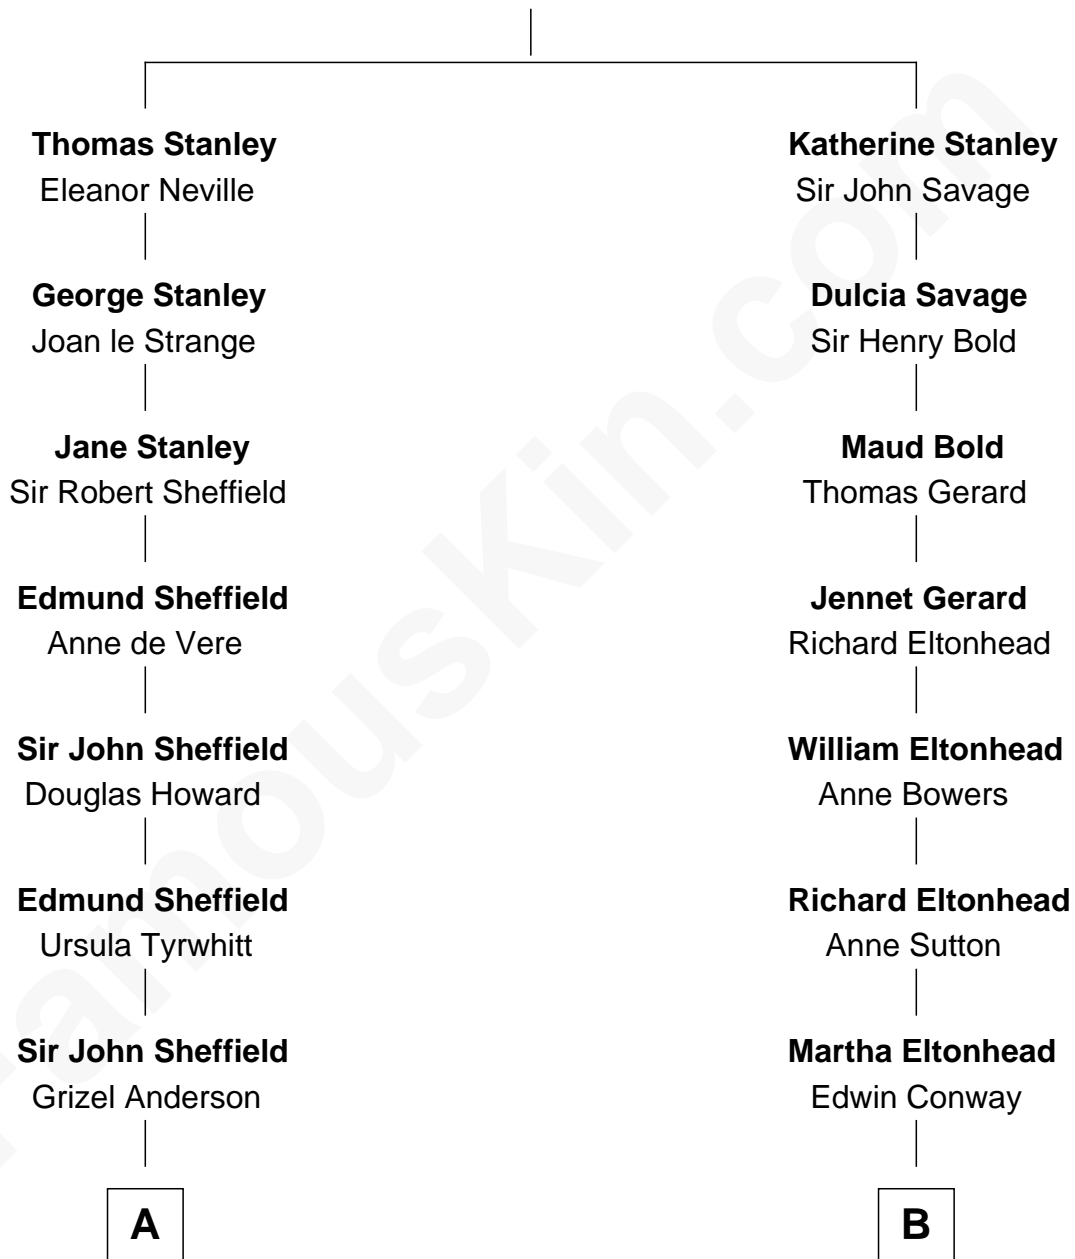 Thomas Stanley
Eleanor Neville
George Stanley
Joan le Strange
Jane Stanley
Sir Robert Sheffield
Edmund Sheffield
Anne de Vere
Sir John Sheffield
Douglas Howard
Edmund Sheffield
Ursula Tyrwhitt
Sir John Sheffield
Grizel Anderson
A
Katherine Stanley
Sir John Savage
Dulcia Savage
Sir Henry Bold
Maud Bold
Thomas Gerard
Jennet Gerard
Richard Eltonhead
William Eltonhead
Anne Bowers
Richard Eltonhead
Anne Sutton
Martha Eltonhead
Edwin Conway
B
FamousKin.com